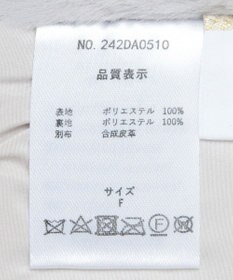 NO. 242DA0510
品質表示
表地 ポリエステル 100%
裏地 ポリエステル 100%
別布 合成皮革
サイズ
F